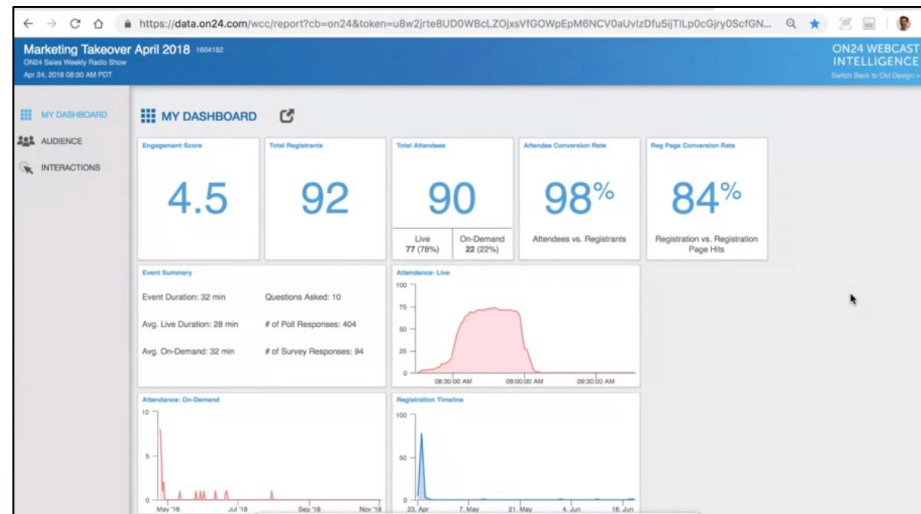 https://data.on24.com/wcc/report?cb=on24&token=u8w2jrte8UD0WBcLZOjxsVfGOWpEpM6NCV0aUvlzDfu5ijTILp0cGjry0ScfGN...
Marketing Takeover April 2018 1664182
ON24 Sales Weekly Radio Show
Apr 24, 2018 08:30 AM PDT
ON24 WEBCAST
INTELLIGENCE
Switch Back to Old Design >
MY DASHBOARD
AUDIENCE
INTERACTIONS
MY DASHBOARD
Engagement Score
4.5
Total Registrants
92
Total Attendees
90
Live
77 (78%)
On-Demand
22 (22%)
Attendee Conversion Rate
98%
Attendees vs. Registrants
Reg Page Conversion Rate
84%
Registration vs. Registration
Page Hits
Event Summary
Event Duration: 32 min
Questions Asked: 10
Avg. Live Duration: 28 min
# of Poll Responses: 404
Avg. On-Demand: 32 min
# of Survey Responses: 94
Attendance: Live
100
75
50
25
0
08:30:00 AM 09:00:00 AM 09:30:00 AM
Attendance: On-Demand
10
5
0
May '18 Jul '18 Sep '18 Nov '18
Registration Timeline
100
50
0
23. Apr 7. May 21. May 4. Jun 18. Jun